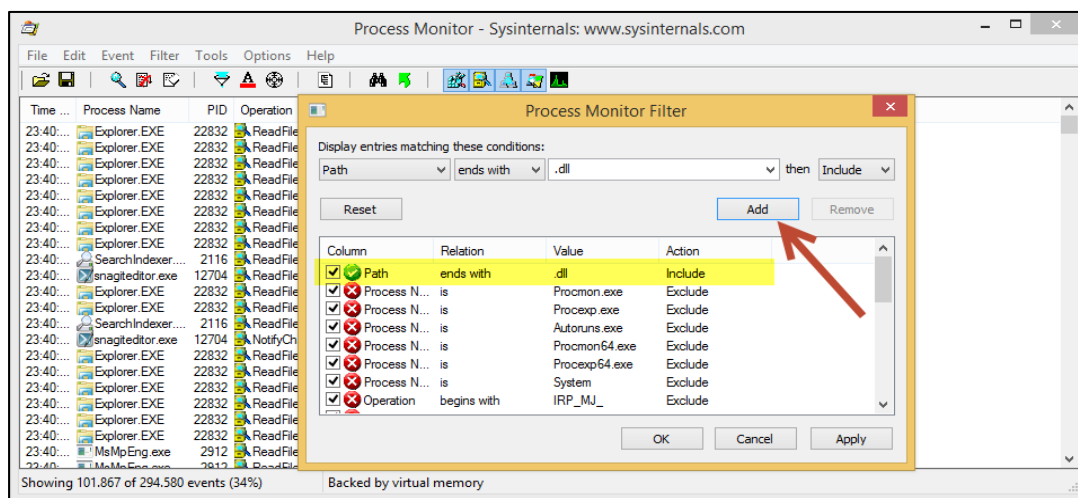 Process Monitor - Sysinternals: www.sysinternals.com
File Edit Event Filter Tools Options Help
Time ... Process Name PID Operation
23:40:... Explorer.EXE 22832 ReadFile
23:40:... Explorer.EXE 22832 ReadFile
23:40:... Explorer.EXE 22832 ReadFile
23:40:... Explorer.EXE 22832 ReadFile
23:40:... Explorer.EXE 22832 ReadFile
23:40:... Explorer.EXE 22832 ReadFile
23:40:... Explorer.EXE 22832 ReadFile
23:40:... Explorer.EXE 22832 ReadFile
23:40:... SearchIndexer.... 2116 ReadFile
23:40:... snagiteditor.exe 12704 ReadFile
23:40:... Explorer.EXE 22832 ReadFile
23:40:... Explorer.EXE 22832 ReadFile
23:40:... SearchIndexer.... 2116 ReadFile
23:40:... snagiteditor.exe 12704 NotifyCh
23:40:... Explorer.EXE 22832 ReadFile
23:40:... Explorer.EXE 22832 ReadFile
23:40:... Explorer.EXE 22832 ReadFile
23:40:... Explorer.EXE 22832 ReadFile
23:40:... Explorer.EXE 22832 ReadFile
23:40:... Explorer.EXE 22832 ReadFile
23:40:... MsMpEng.exe 2912 ReadFile
23:40:... MsMpEng.exe 2912 ReadFile
Process Monitor Filter
Display entries matching these conditions:
Path ends with .dll then Include
Reset Add Remove
Column Relation Value Action
Path ends with .dll Include
Process N... is Procmon.exe Exclude
Process N... is Procexp.exe Exclude
Process N... is Autoruns.exe Exclude
Process N... is Procmon64.exe Exclude
Process N... is Procexp64.exe Exclude
Process N... is System Exclude
Operation begins with IRP_MJ_ Exclude
OK Cancel Apply
Showing 101.867 of 294.580 events (34%) Backed by virtual memory